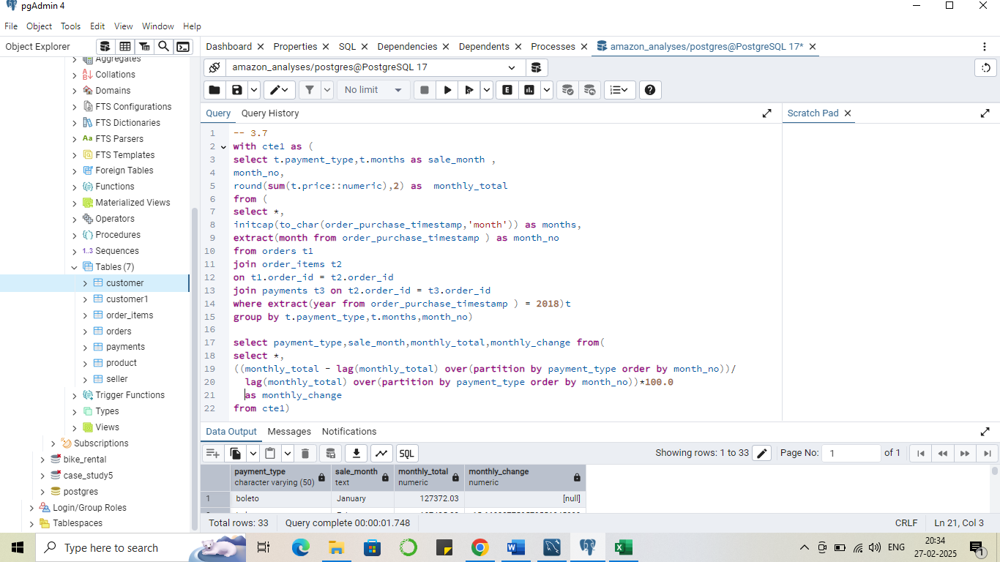 pgAdmin 4
File Object Tools Edit View Window Help
Object Explorer
Dashboard Properties SQL Dependencies Dependents Processes amazon_analyses/postgres@PostgreSQL 17*
Aggregates
Collations
Domains
FTS Configurations
FTS Dictionaries
Aa FTS Parsers
FTS Templates
Foreign Tables
Functions
Materialized Views
Operators
Procedures
1..3 Sequences
Tables (7)
customer
customer1
order_items
orders
payments
product
seller
Trigger Functions
Types
Views
Subscriptions
bike_rental
case_study5
postgres
Login/Group Roles
Tablespaces
amazon_analyses/postgres@PostgreSQL 17
No limit
E
Query Query History
Scratch Pad
1 -- 3.7
2 with cte1 as (
3 select t.payment_type,t.months as sale_month ,
4 month_no,
5 round(sum(t.price::numeric),2) as  monthly_total
6 from (
7 select *,
8 initcap(to_char(order_purchase_timestamp,'month')) as months,
9 extract(month from order_purchase_timestamp ) as month_no
10 from orders t1
11 join order_items t2
12 on t1.order_id = t2.order_id
13 join payments t3 on t2.order_id = t3.order_id
14 where extract(year from order_purchase_timestamp ) = 2018)t
15 group by t.payment_type,t.months,month_no)
16
17 select payment_type,sale_month,monthly_total,monthly_change from(
18 select *,
19 ((monthly_total - lag(monthly_total) over(partition by payment_type order by month_no))/
20 lag(monthly_total) over(partition by payment_type order by month_no))*100.0
21 as monthly_change
22 from cte1)
Data Output Messages Notifications
SQL
Showing rows: 1 to 33 Page No: 1 of 1
payment_type sale_month monthly_total monthly_change
character varying (50) text numeric numeric
1 boleto January 127372.03 [null]
Total rows: 33 Query complete 00:00:01.748 CRLF Ln 21, Col 3
Type here to search
ENG
20:34
27-02-2025
1